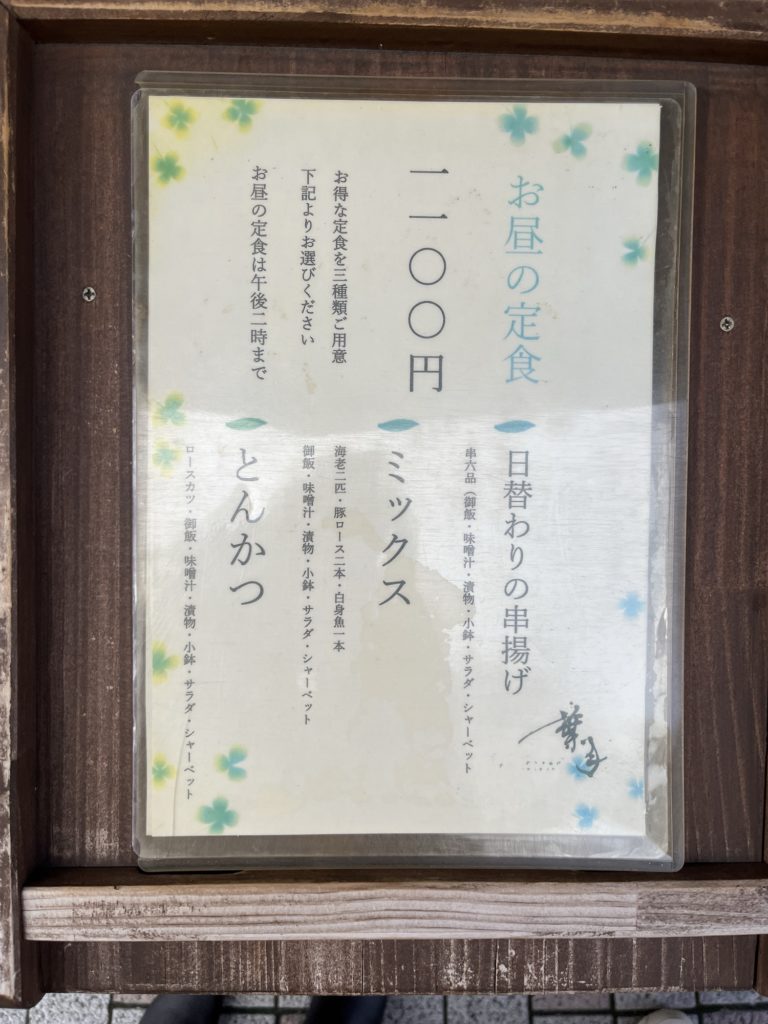 お昼の定食
一一〇〇円
お得な定食を三種類ご用意
下記よりお選びください
お昼の定食は午後二時まで
日替わりの串揚げ
串六品（御飯・味噌汁・漬物・小鉢・サラダ・シャーベット
ミックス
海老二匹・豚ロース二本・白身魚一本
御飯・味噌汁・漬物・小鉢・サラダ・シャーベット
とんかつ
ロースカツ・御飯・味噌汁・漬物・小鉢・サラダ・シャーベット
葉月